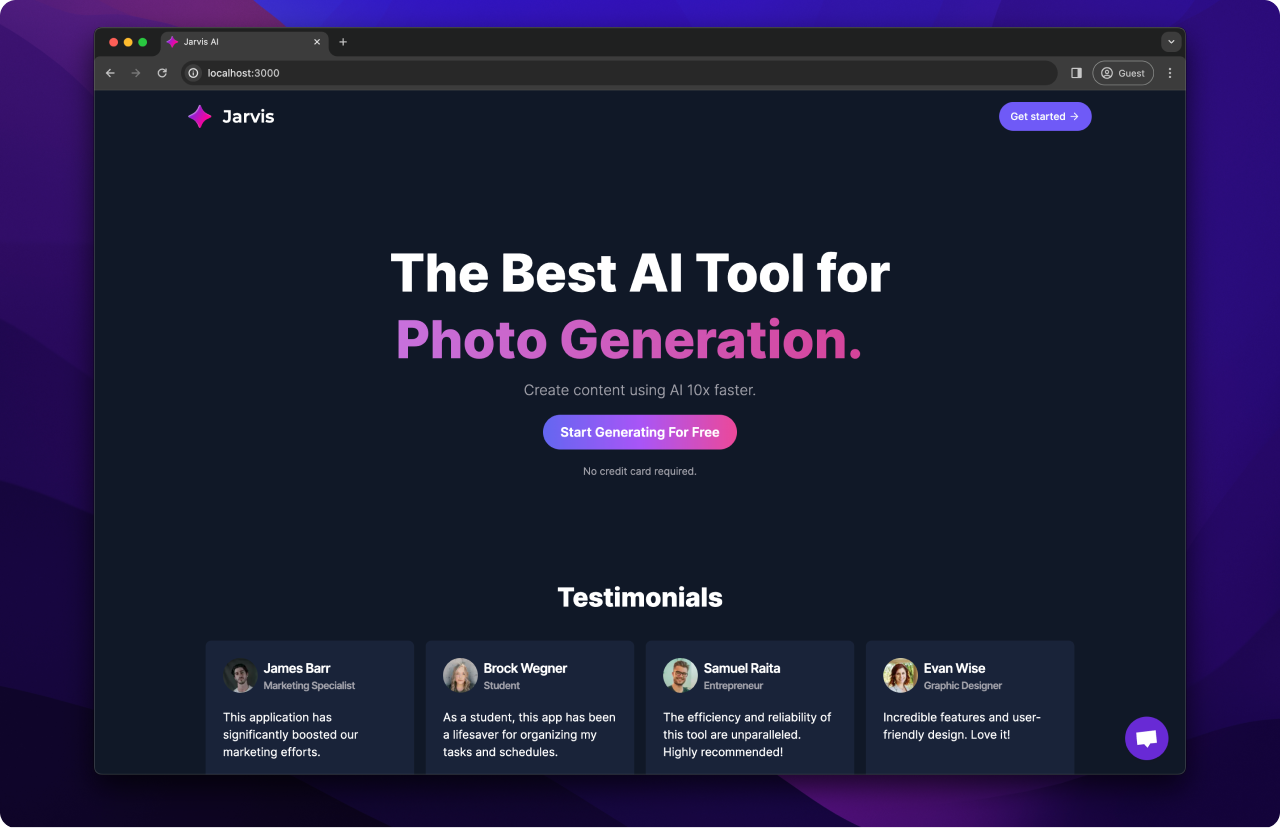 Jarvis AI
localhost:3000
Guest
Jarvis
Get started →
The Best AI Tool for
Photo Generation.
Create content using AI 10x faster.
Start Generating For Free
No credit card required.
Testimonials
James Barr
Marketing Specialist
This application has
significantly boosted our
marketing efforts.
Brock Wegner
Student
As a student, this app has been
a lifesaver for organizing my
tasks and schedules.
Samuel Raita
Entrepreneur
The efficiency and reliability of
this tool are unparalleled.
Highly recommended!
Evan Wise
Graphic Designer
Incredible features and user-
friendly design. Love it!